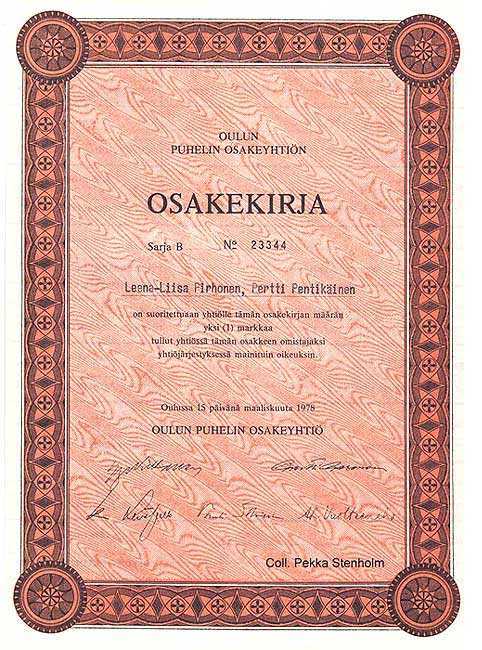 OULUN
PUHELIN OSAKEYHTIÖN
OSAKEKIRJA
Sarja B № 23344
Leena-Liisa Pirhonen, Pertti Pentikäinen
on suoritettuaan yhtiölle tämän osakekirjan määrän
yksi (1) markkaa
tullut yhtiössä tämän osakkeen omistajaksi
yhtiöjärjestyksessä mainituin oikeuksin.
Oulussa 15 päivänä maaliskuuta 1978
OULUN PUHELIN OSAKEYHTIÖ
Coll. Pekka Stenholm